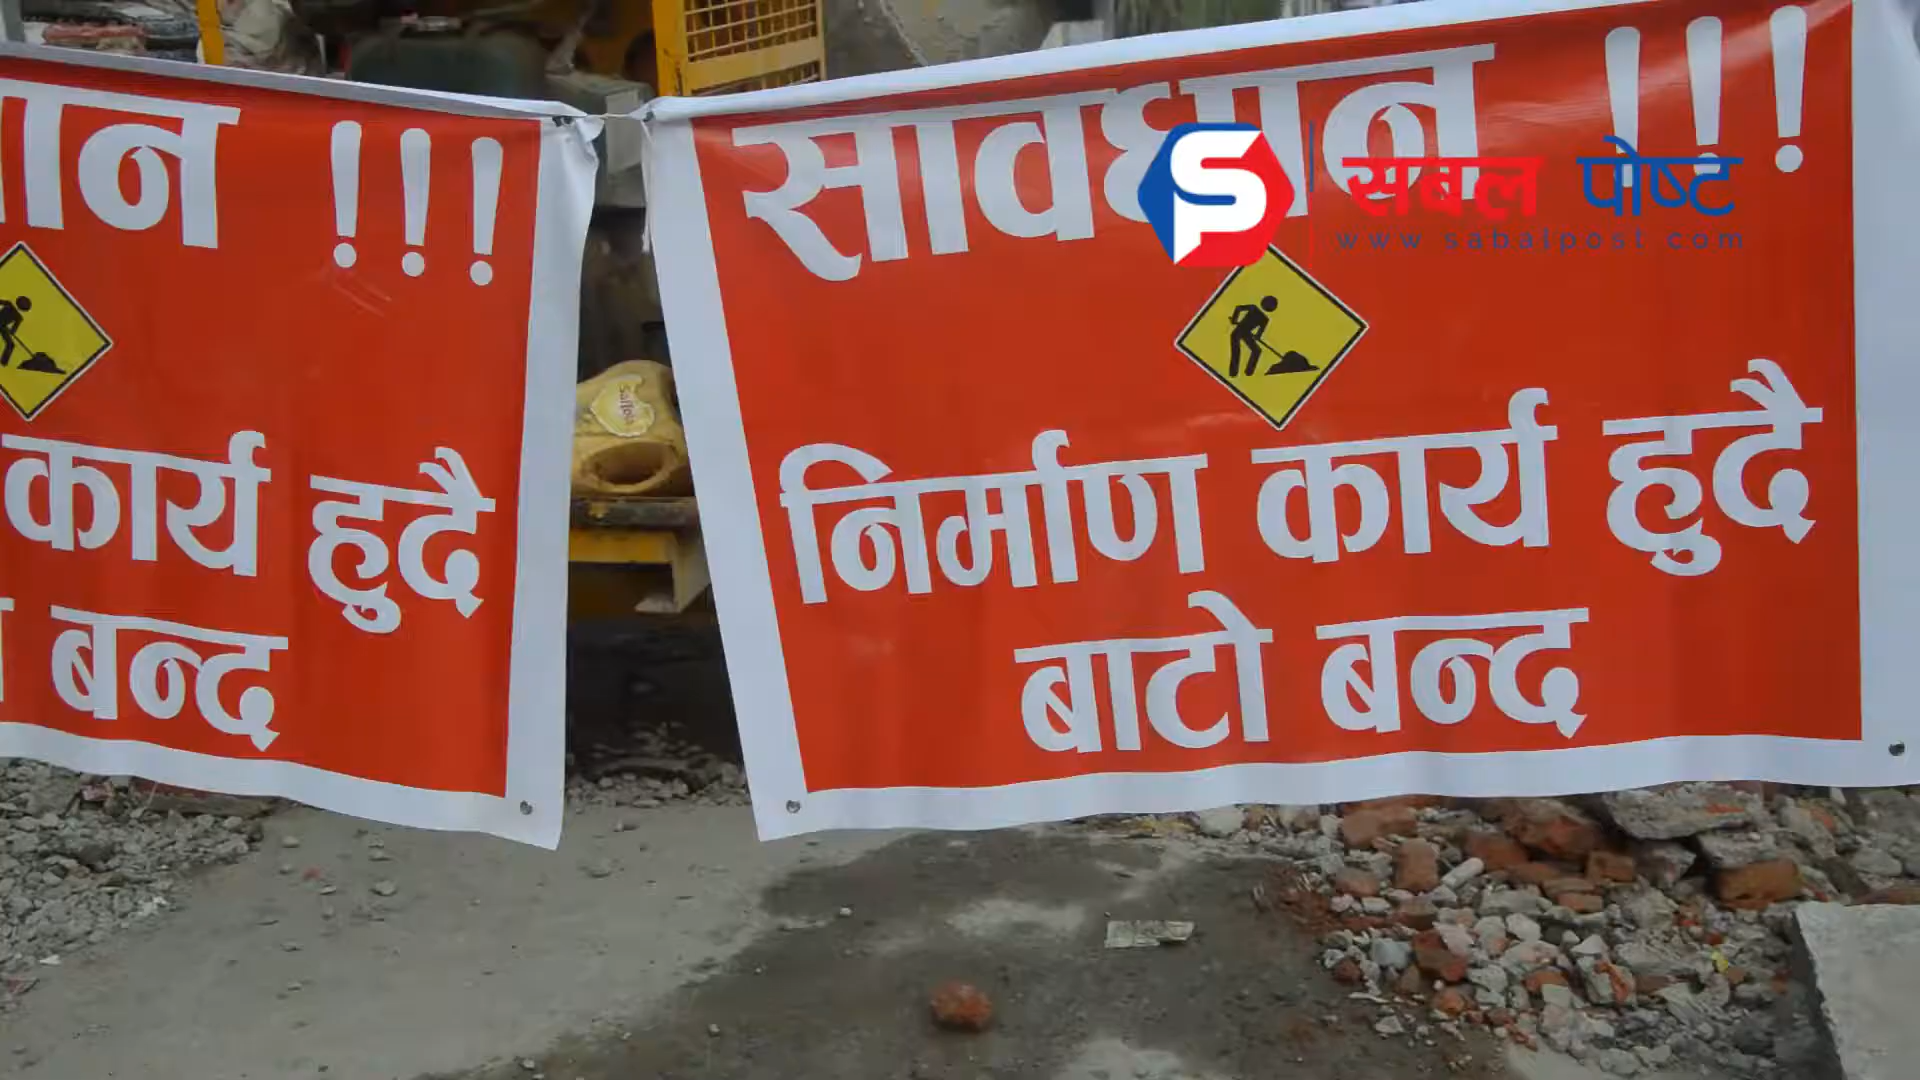 ान !!!
कार्य हुदै
बन्द
सावधान !!!
निर्माण कार्य हुदै
बाटो बन्द
सबल पोष्ट
www.sabalpost.com